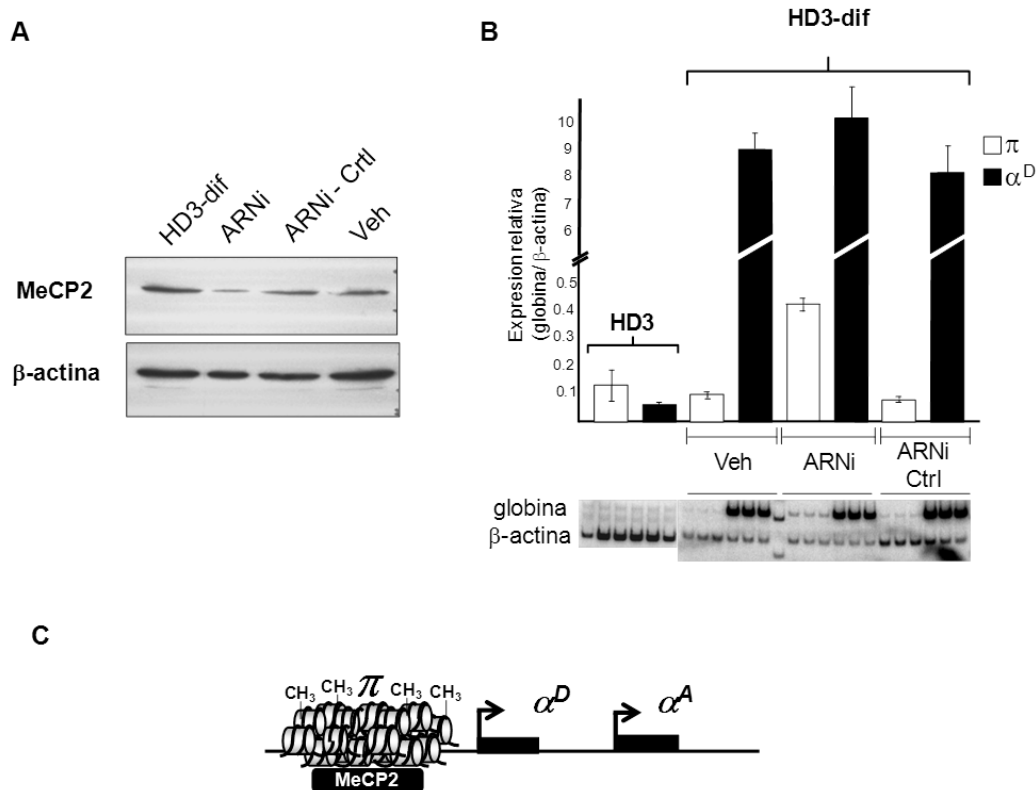 A
HD3-dif
ARNi
ARNi - Crtl
Veh
MeCP2
β-actina
B
HD3-dif
Expresion relativa
(globina/ β-actina)
10
9
8
7
6
0.5
0.4
0.3
0.2
0.1
HD3
π
α^D
Veh
ARNi
ARNi
Ctrl
globina
β-actina
C
CH₃ CH₃ π CH₃ CH₃
α^D
α^A
MeCP2